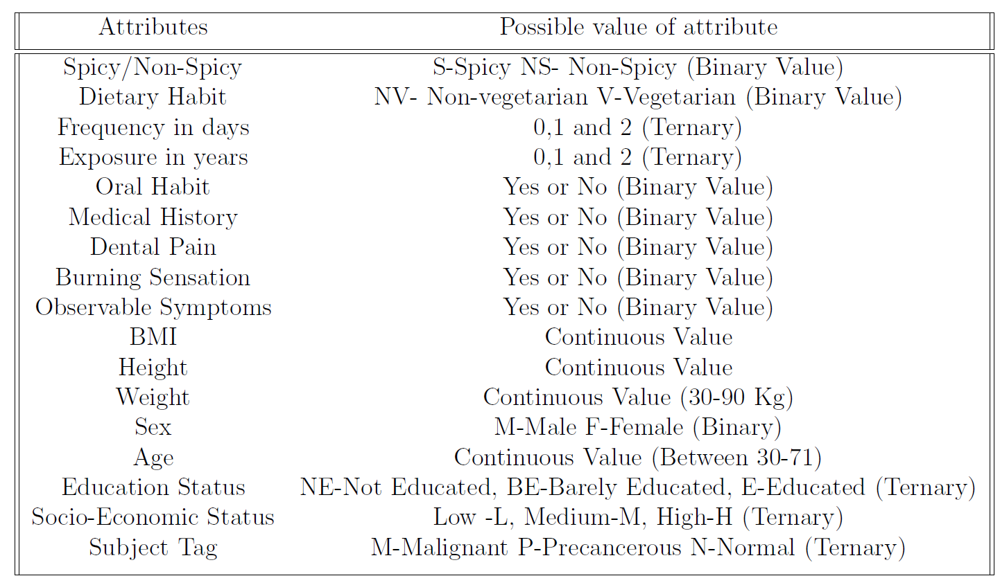 Attributes Possible value of attribute
Spicy/Non-Spicy S-Spicy NS- Non-Spicy (Binary Value)
Dietary Habit NV- Non-vegetarian V-Vegetarian (Binary Value)
Frequency in days 0,1 and 2 (Ternary)
Exposure in years 0,1 and 2 (Ternary)
Oral Habit Yes or No (Binary Value)
Medical History Yes or No (Binary Value)
Dental Pain Yes or No (Binary Value)
Burning Sensation Yes or No (Binary Value)
Observable Symptoms Yes or No (Binary Value)
BMI Continuous Value
Height Continuous Value
Weight Continuous Value (30-90 Kg)
Sex M-Male F-Female (Binary)
Age Continuous Value (Between 30-71)
Education Status NE-Not Educated, BE-Barely Educated, E-Educated (Ternary)
Socio-Economic Status Low -L, Medium-M, High-H (Ternary)
Subject Tag M-Malignant P-Precancerous N-Normal (Ternary)